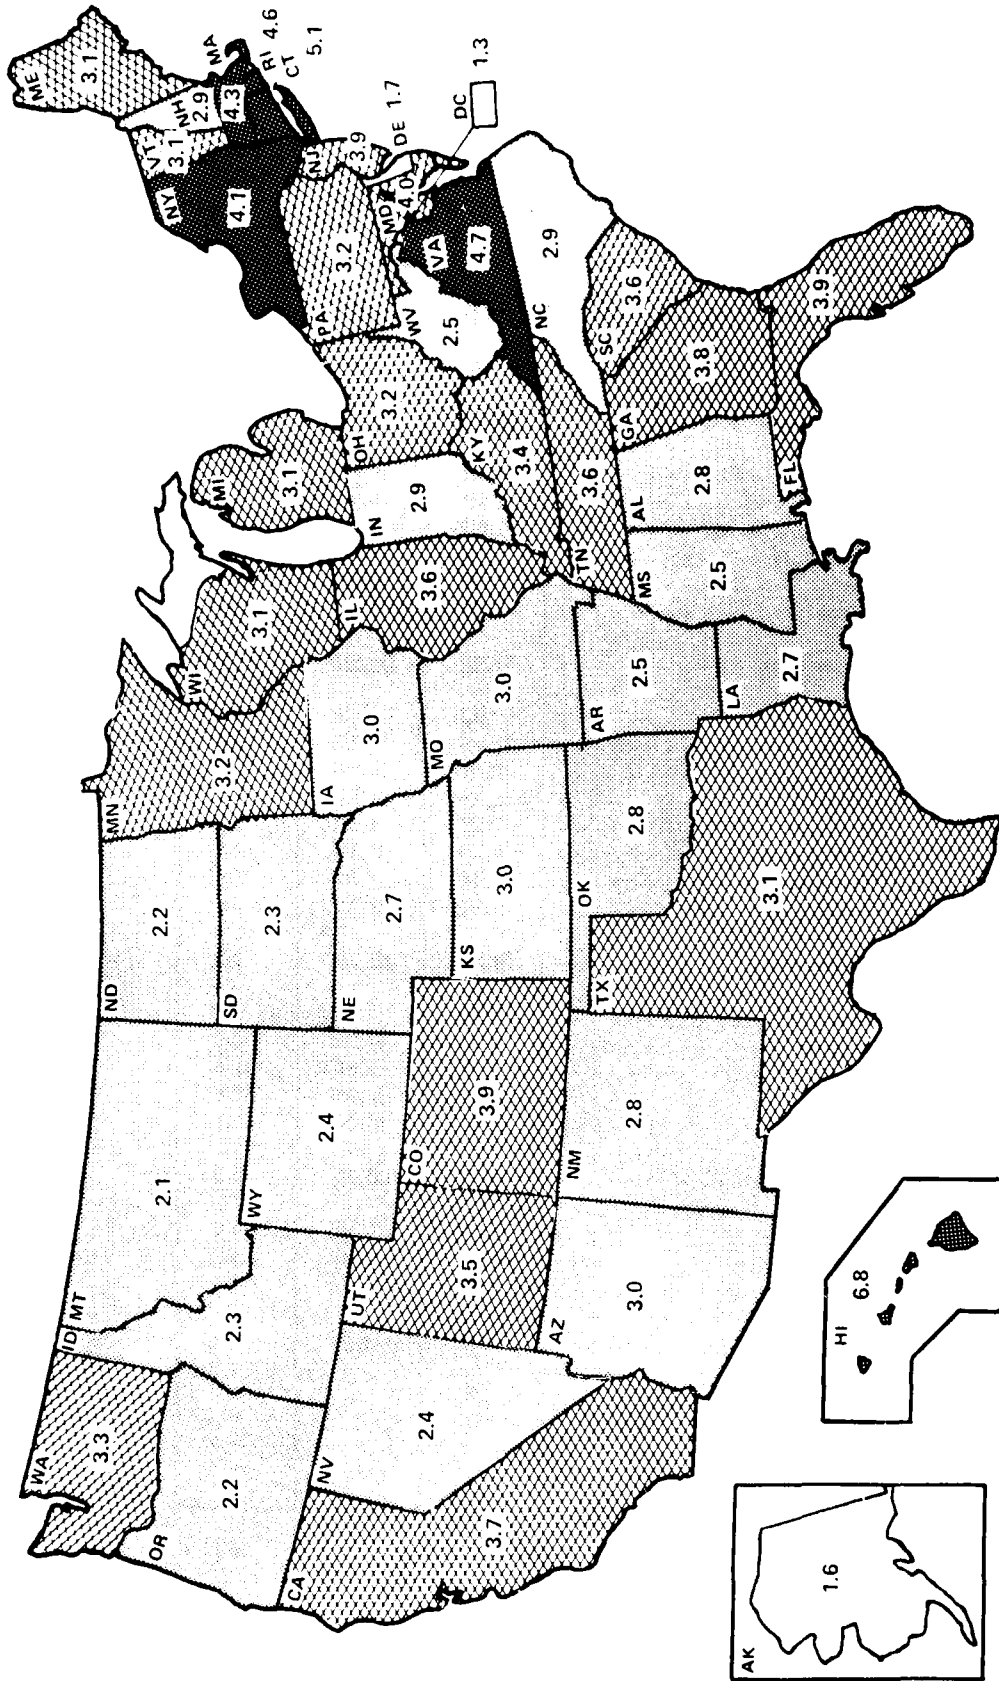 WA
3.3
OR
2.2
CA
3.7
ID
2.3
NV
2.4
MT
2.1
WY
2.4
UT
3.5
AZ
3.0
CO
3.9
NM
2.8
ND
2.2
SD
2.3
NE
2.7
KS
3.0
OK
2.8
TX
3.1
MN
3.2
IA
3.0
MO
3.0
AR
2.5
LA
2.7
WI
3.1
IL
3.6
MI
3.1
IN
2.9
OH
3.2
KY
3.4
TN
3.6
MS
2.5
AL
2.8
GA
3.8
FL
3.9
SC
3.6
NC
2.9
VA
4.7
WV
2.5
PA
3.2
NY
4.1
VT
3.1
NH
2.9
ME
3.1
MA
4.3
RI 4.6
CT
5.1
NJ
3.9
DE 1.7
MD
4.0
DC
1.3
AK
1.6
HI
6.8